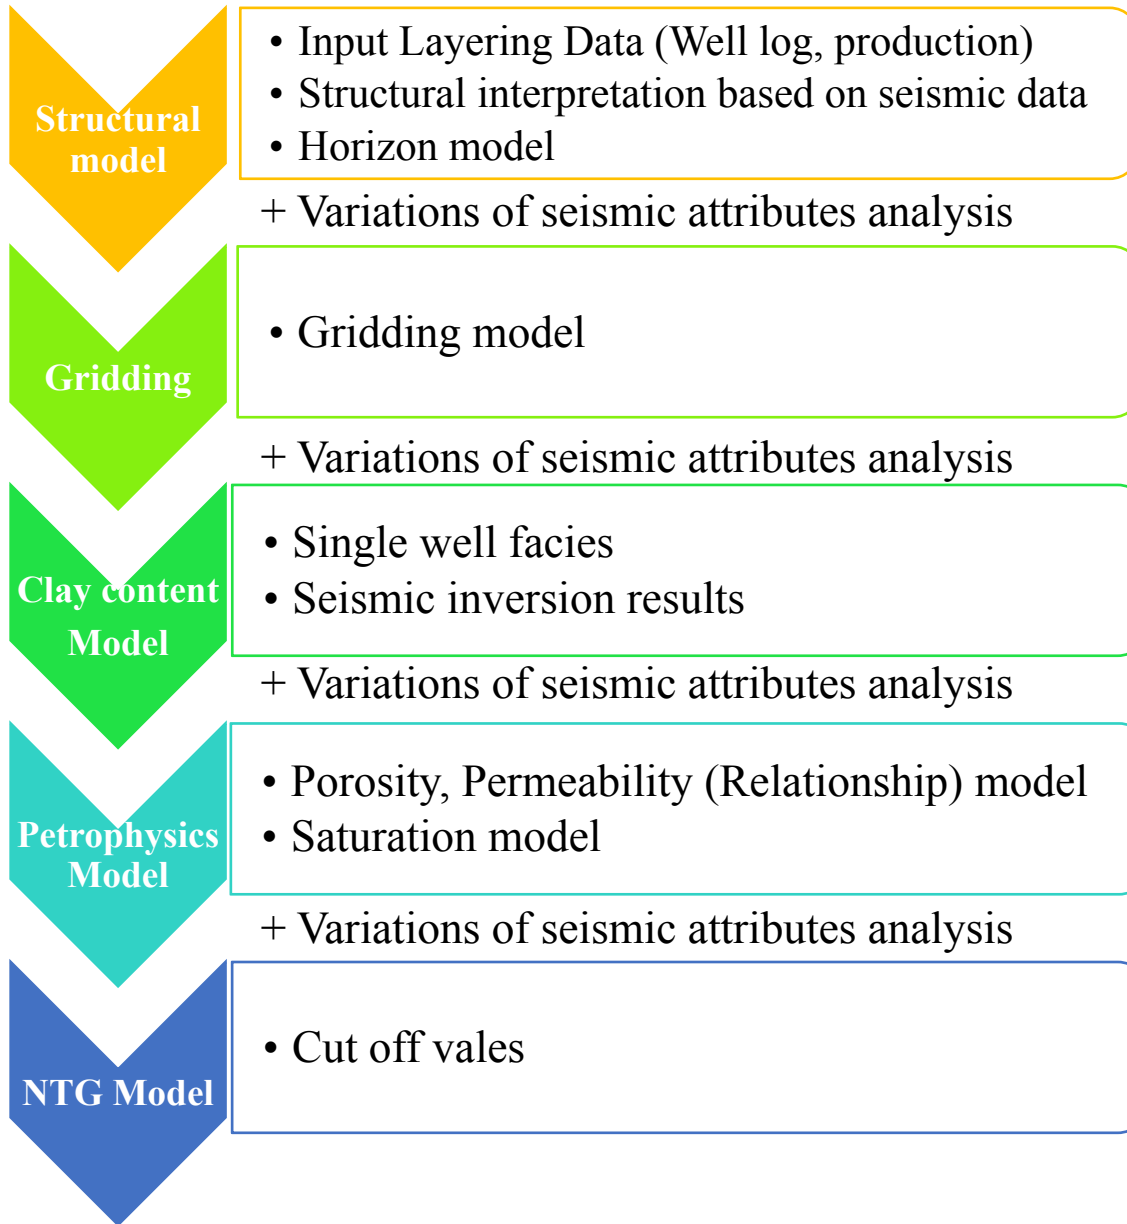 Structural
model
• Input Layering Data (Well log, production)
• Structural interpretation based on seismic data
• Horizon model
+ Variations of seismic attributes analysis
Gridding
• Gridding model
+ Variations of seismic attributes analysis
Clay content
Model
• Single well facies
• Seismic inversion results
+ Variations of seismic attributes analysis
Petrophysics
Model
• Porosity, Permeability (Relationship) model
• Saturation model
+ Variations of seismic attributes analysis
NTG Model
• Cut off vales